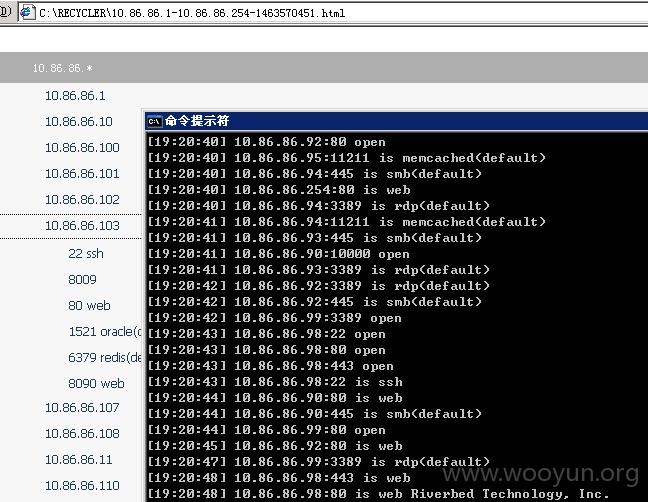 D) C:\RECYCLER\10.86.86.1-10.86.86.254-1463570451.html
10.86.86.*
10.86.86.1
10.86.86.10
10.86.86.100
10.86.86.101
10.86.86.102
10.86.86.103
22 ssh
8009
80 web
1521 oracle(
6379 redis(de
8090 web
10.86.86.107
10.86.86.108
10.86.86.11
10.86.86.110
命令提示符
[19:20:40] 10.86.86.92:80 open
[19:20:40] 10.86.86.95:11211 is memcached(default)
[19:20:40] 10.86.86.94:445 is smb(default)
[19:20:40] 10.86.86.254:80 is web
[19:20:40] 10.86.86.94:3389 is rdp(default)
[19:20:41] 10.86.86.94:11211 is memcached(default)
[19:20:41] 10.86.86.93:445 is smb(default)
[19:20:41] 10.86.86.90:10000 open
[19:20:41] 10.86.86.93:3389 is rdp(default)
[19:20:42] 10.86.86.92:3389 is rdp(default)
[19:20:42] 10.86.86.92:445 is smb(default)
[19:20:42] 10.86.86.99:3389 open
[19:20:43] 10.86.86.98:22 open
[19:20:43] 10.86.86.98:80 open
[19:20:43] 10.86.86.98:443 open
[19:20:43] 10.86.86.98:22 is ssh
[19:20:44] 10.86.86.90:80 is web
[19:20:44] 10.86.86.90:445 is smb(default)
[19:20:44] 10.86.86.99:80 open
[19:20:45] 10.86.86.92:80 is web
[19:20:47] 10.86.86.99:3389 is rdp(default)
[19:20:48] 10.86.86.98:443 is web
[19:20:48] 10.86.86.98:80 is web Riverbed Technology, Inc.
www.wooyun.org